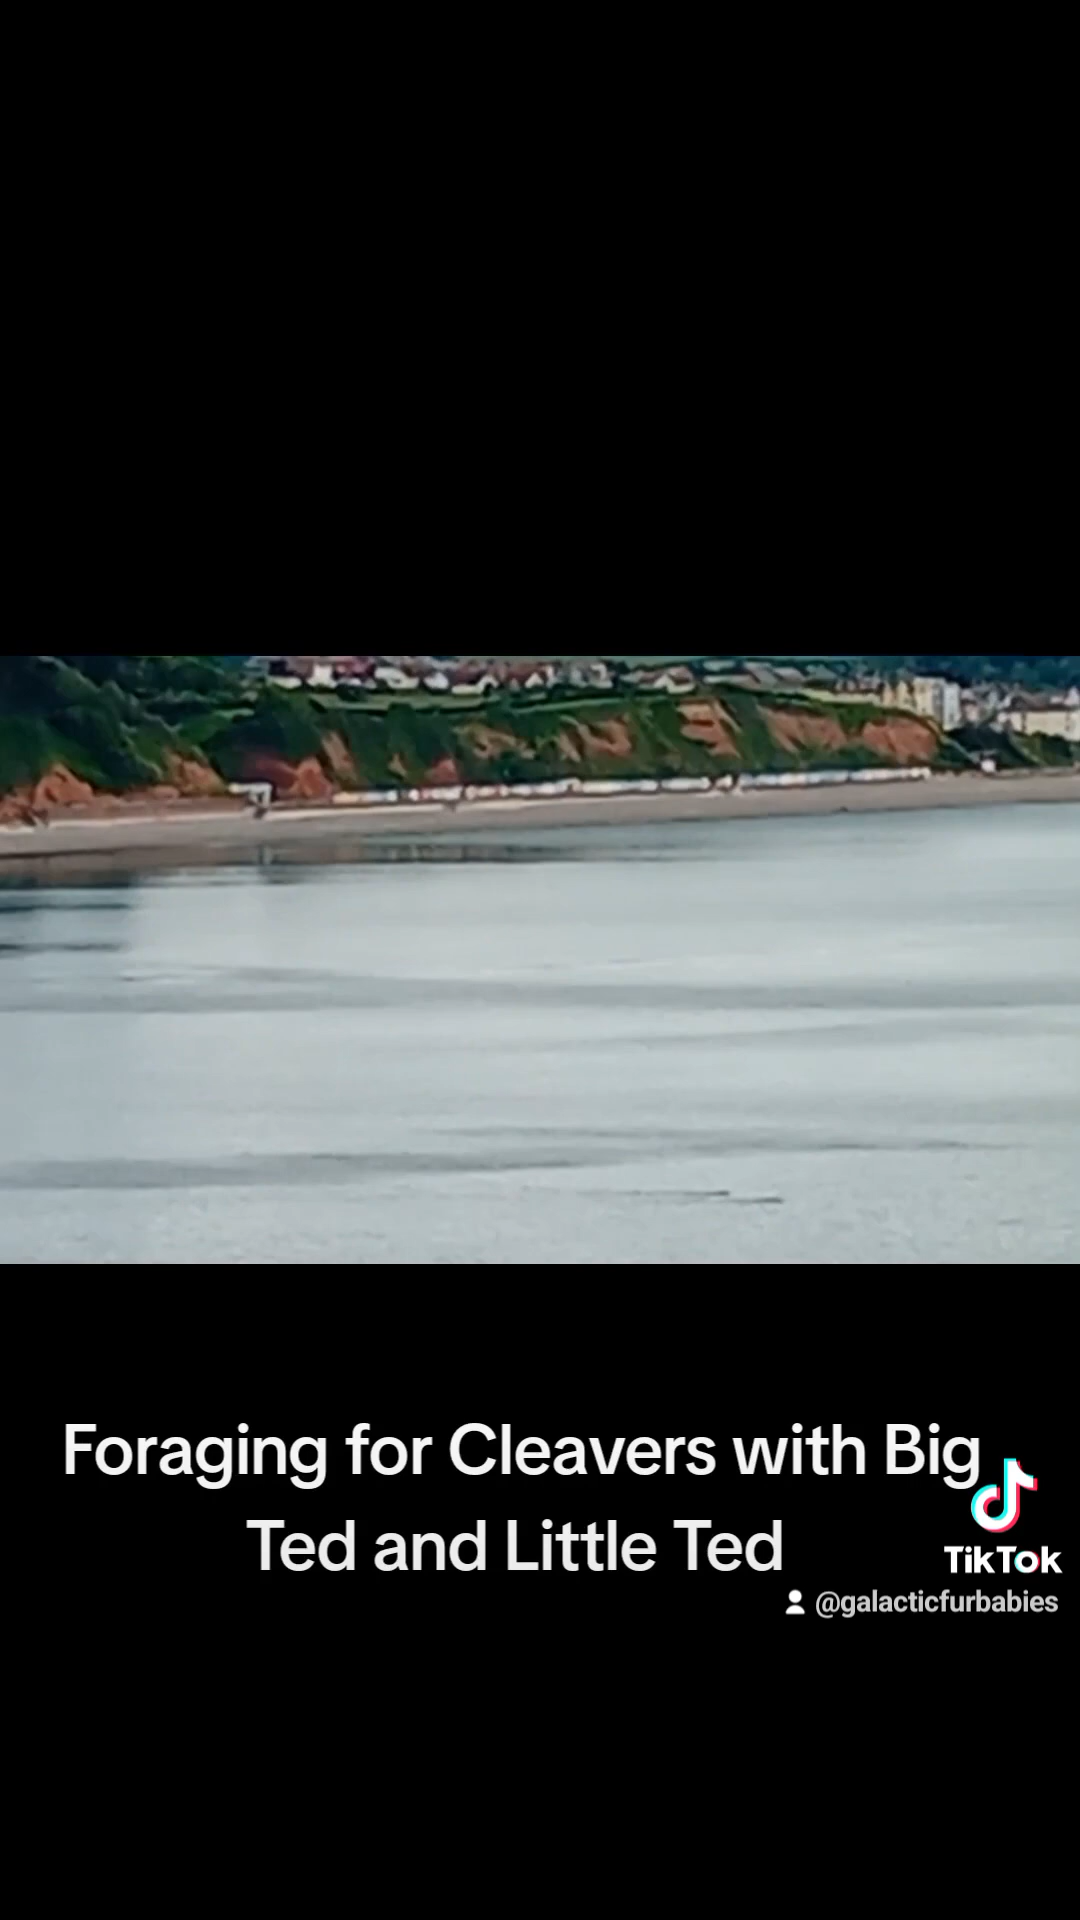 Foraging for Cleavers with Big
Ted and Little Ted
TikTok
@galacticfurbabies